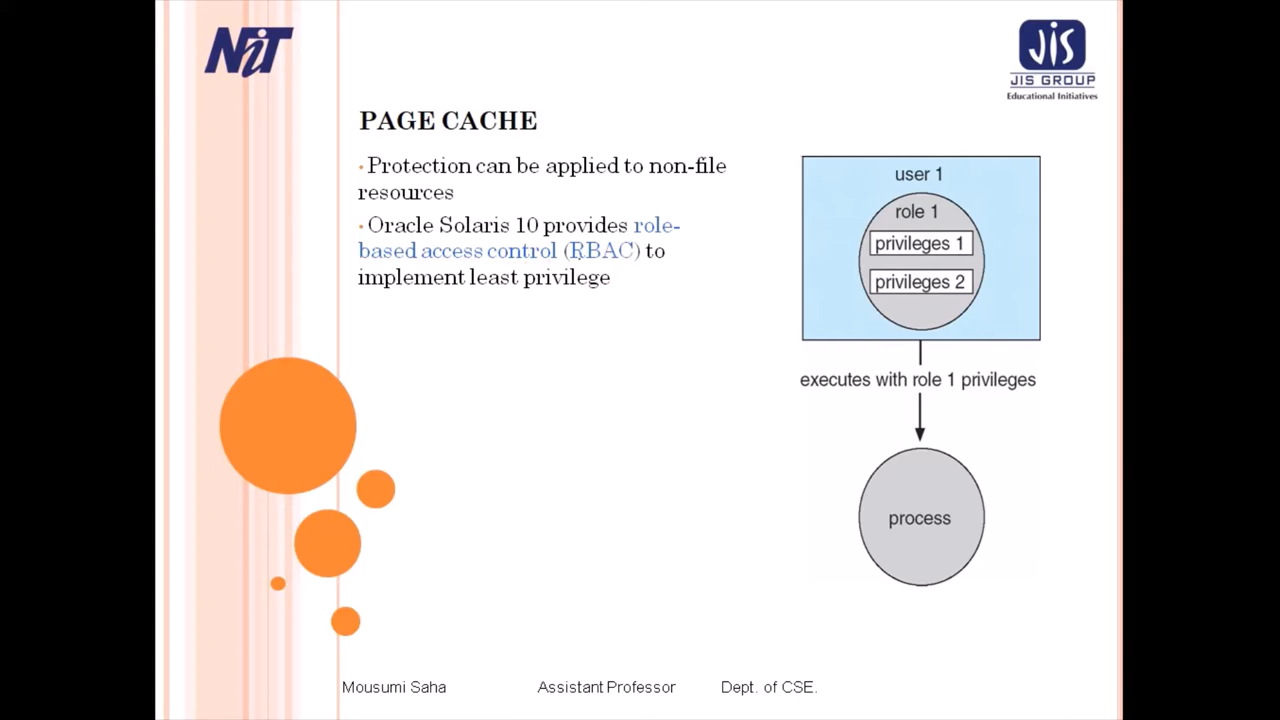 NiT
JIS
JIS GROUP
Educational Initiatives
PAGE CACHE
• Protection can be applied to non-file
resources
• Oracle Solaris 10 provides role-
based access control (RBAC) to
implement least privilege
user 1
role 1
privileges 1
privileges 2
executes with role 1 privileges
process
Mousumi Saha Assistant Professor Dept. of CSE.